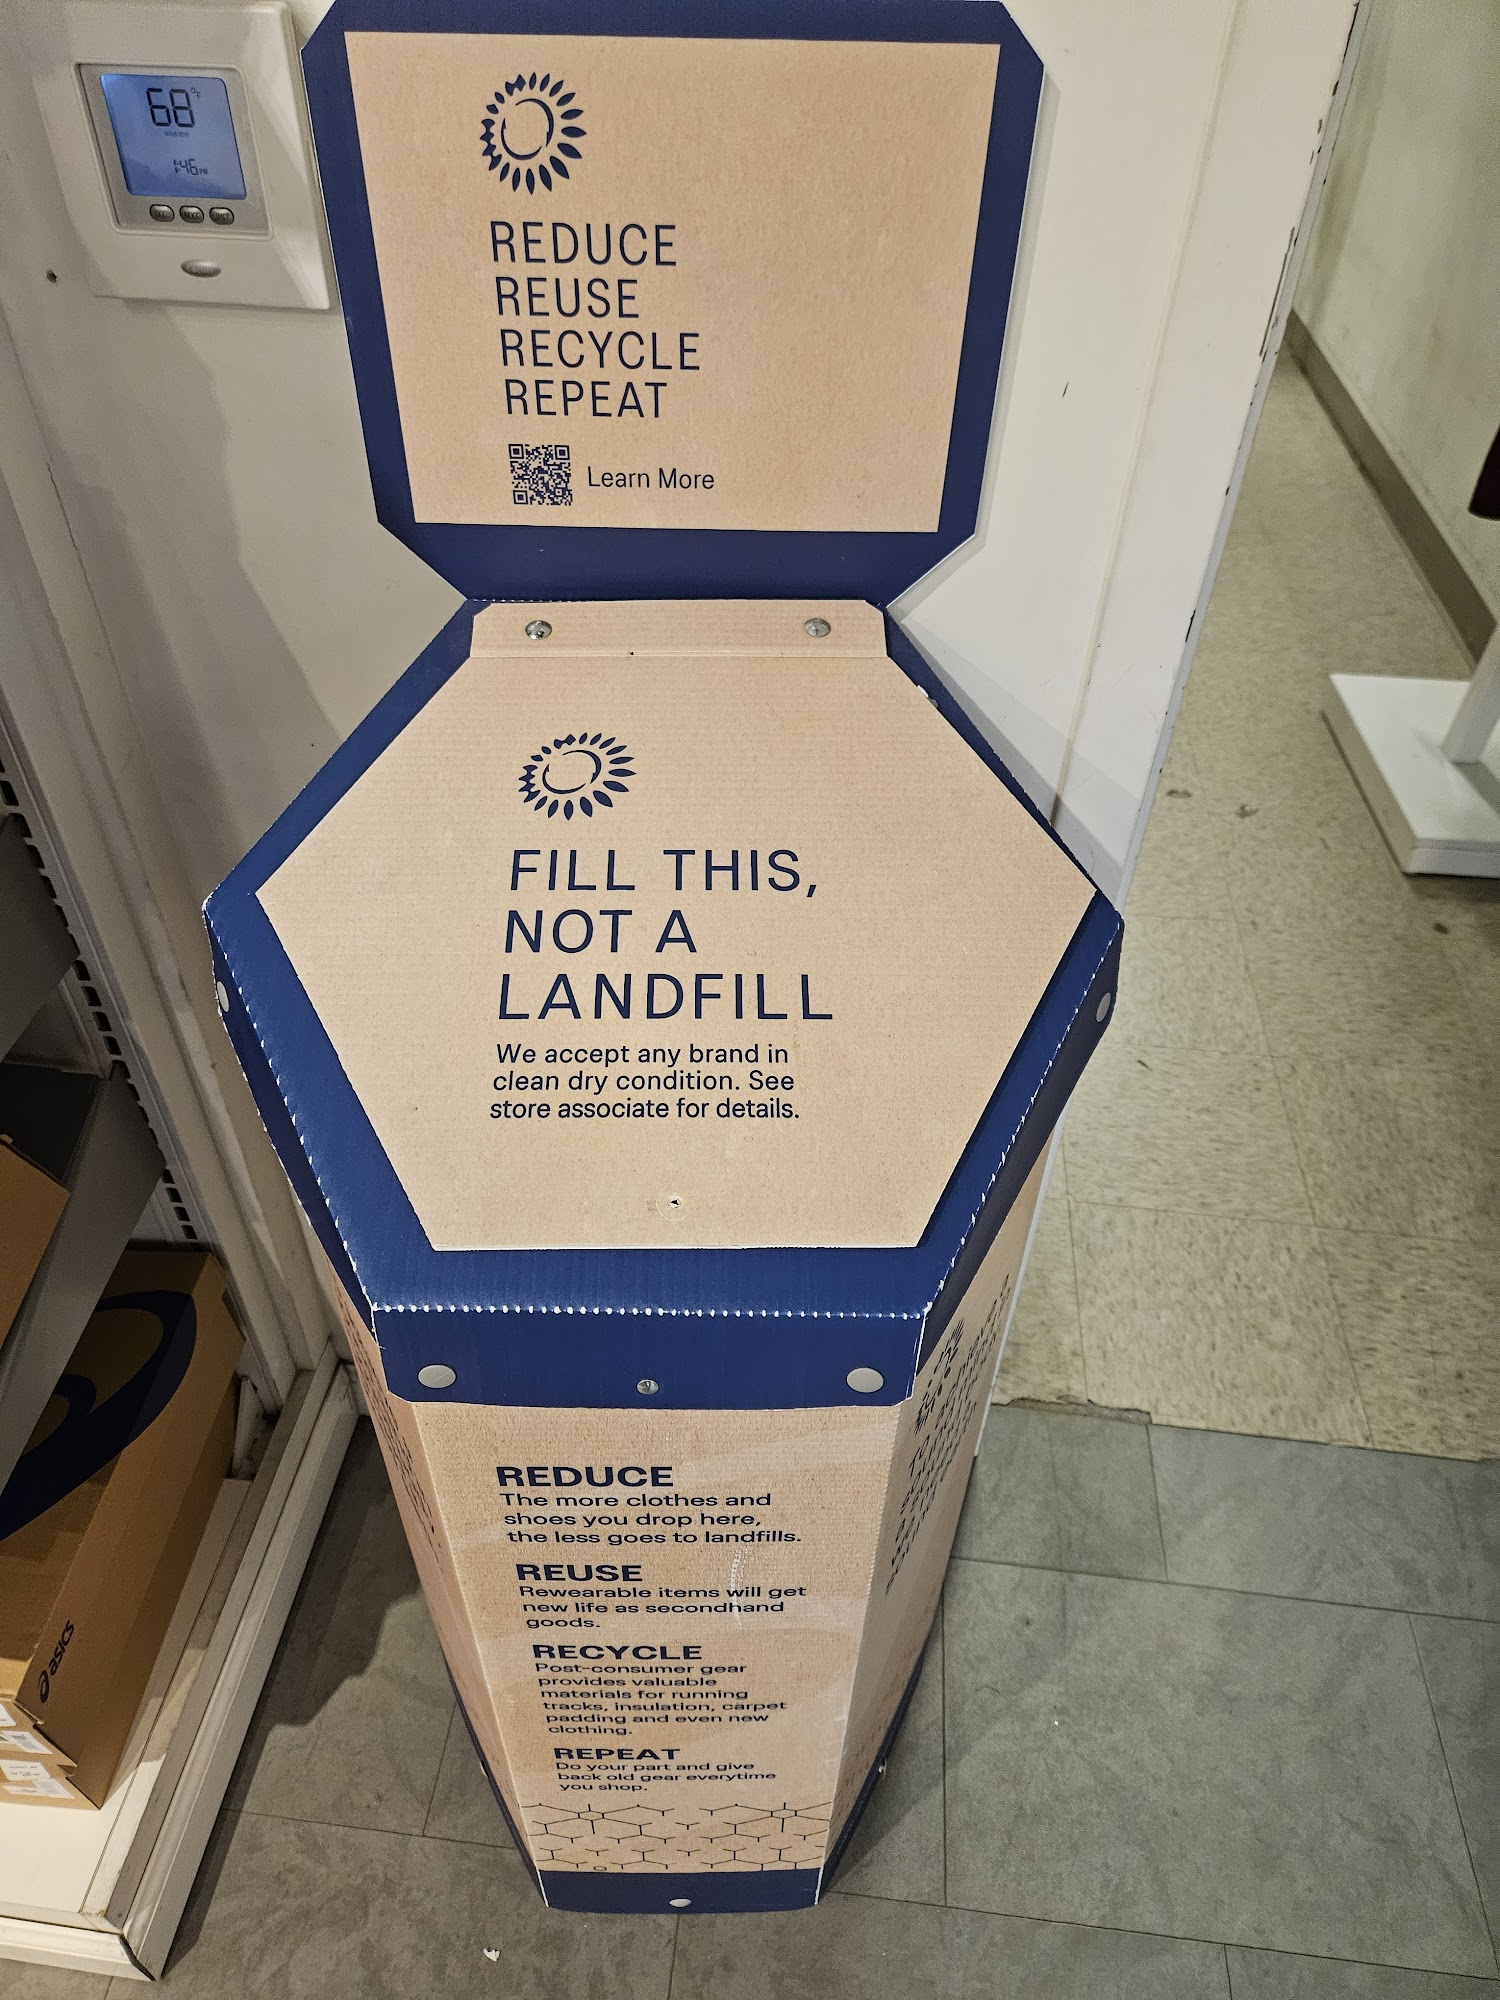 68°F
1:46 PM
REDUCE
REUSE
RECYCLE
REPEAT
Learn More
FILL THIS,
NOT A
LANDFILL
We accept any brand in
clean dry condition. See
store associate for details.
REDUCE
The more clothes and
shoes you drop here,
the less goes to landfills.
REUSE
Rewearable items will get
new life as secondhand
goods.
RECYCLE
Post-consumer gear
provides valuable
materials for running
tracks, insulation, carpet
padding and even new
clothing.
REPEAT
Do your part and give
back old gear everytime
you shop.
asics